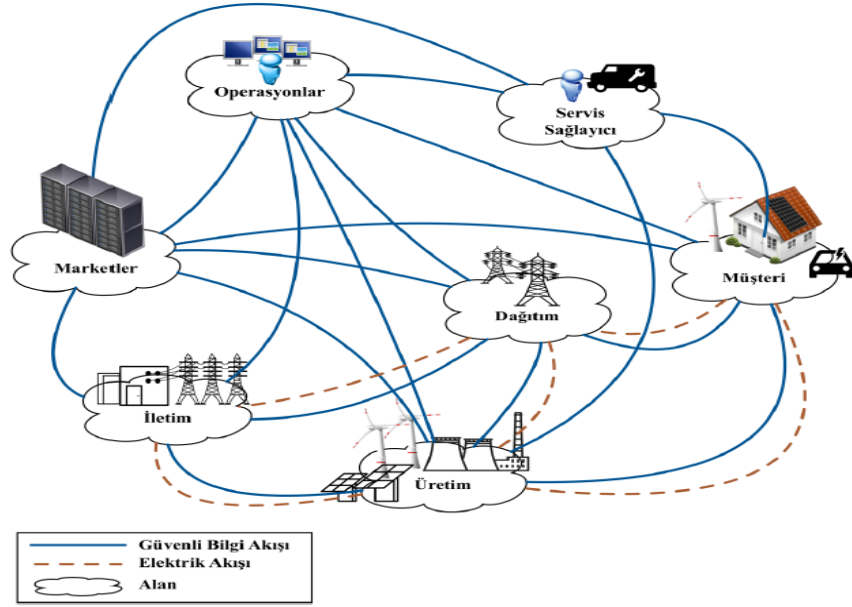 Operasyonlar
Servis
Sağlayıcı
Marketler
Müşteri
Dağıtım
İletim
Üretim
Güvenli Bilgi Akışı
Elektrik Akışı
Alan